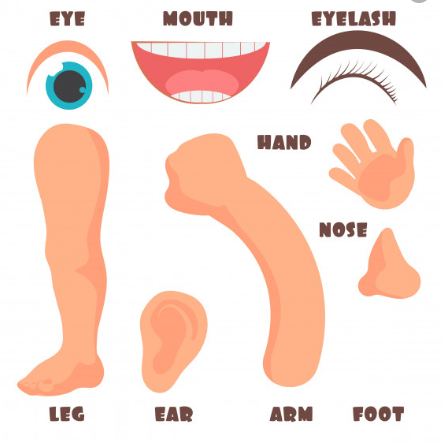 EYE
MOUTH
EYELASH
HAND
NOSE
LEG
EAR
ARM
FOOT